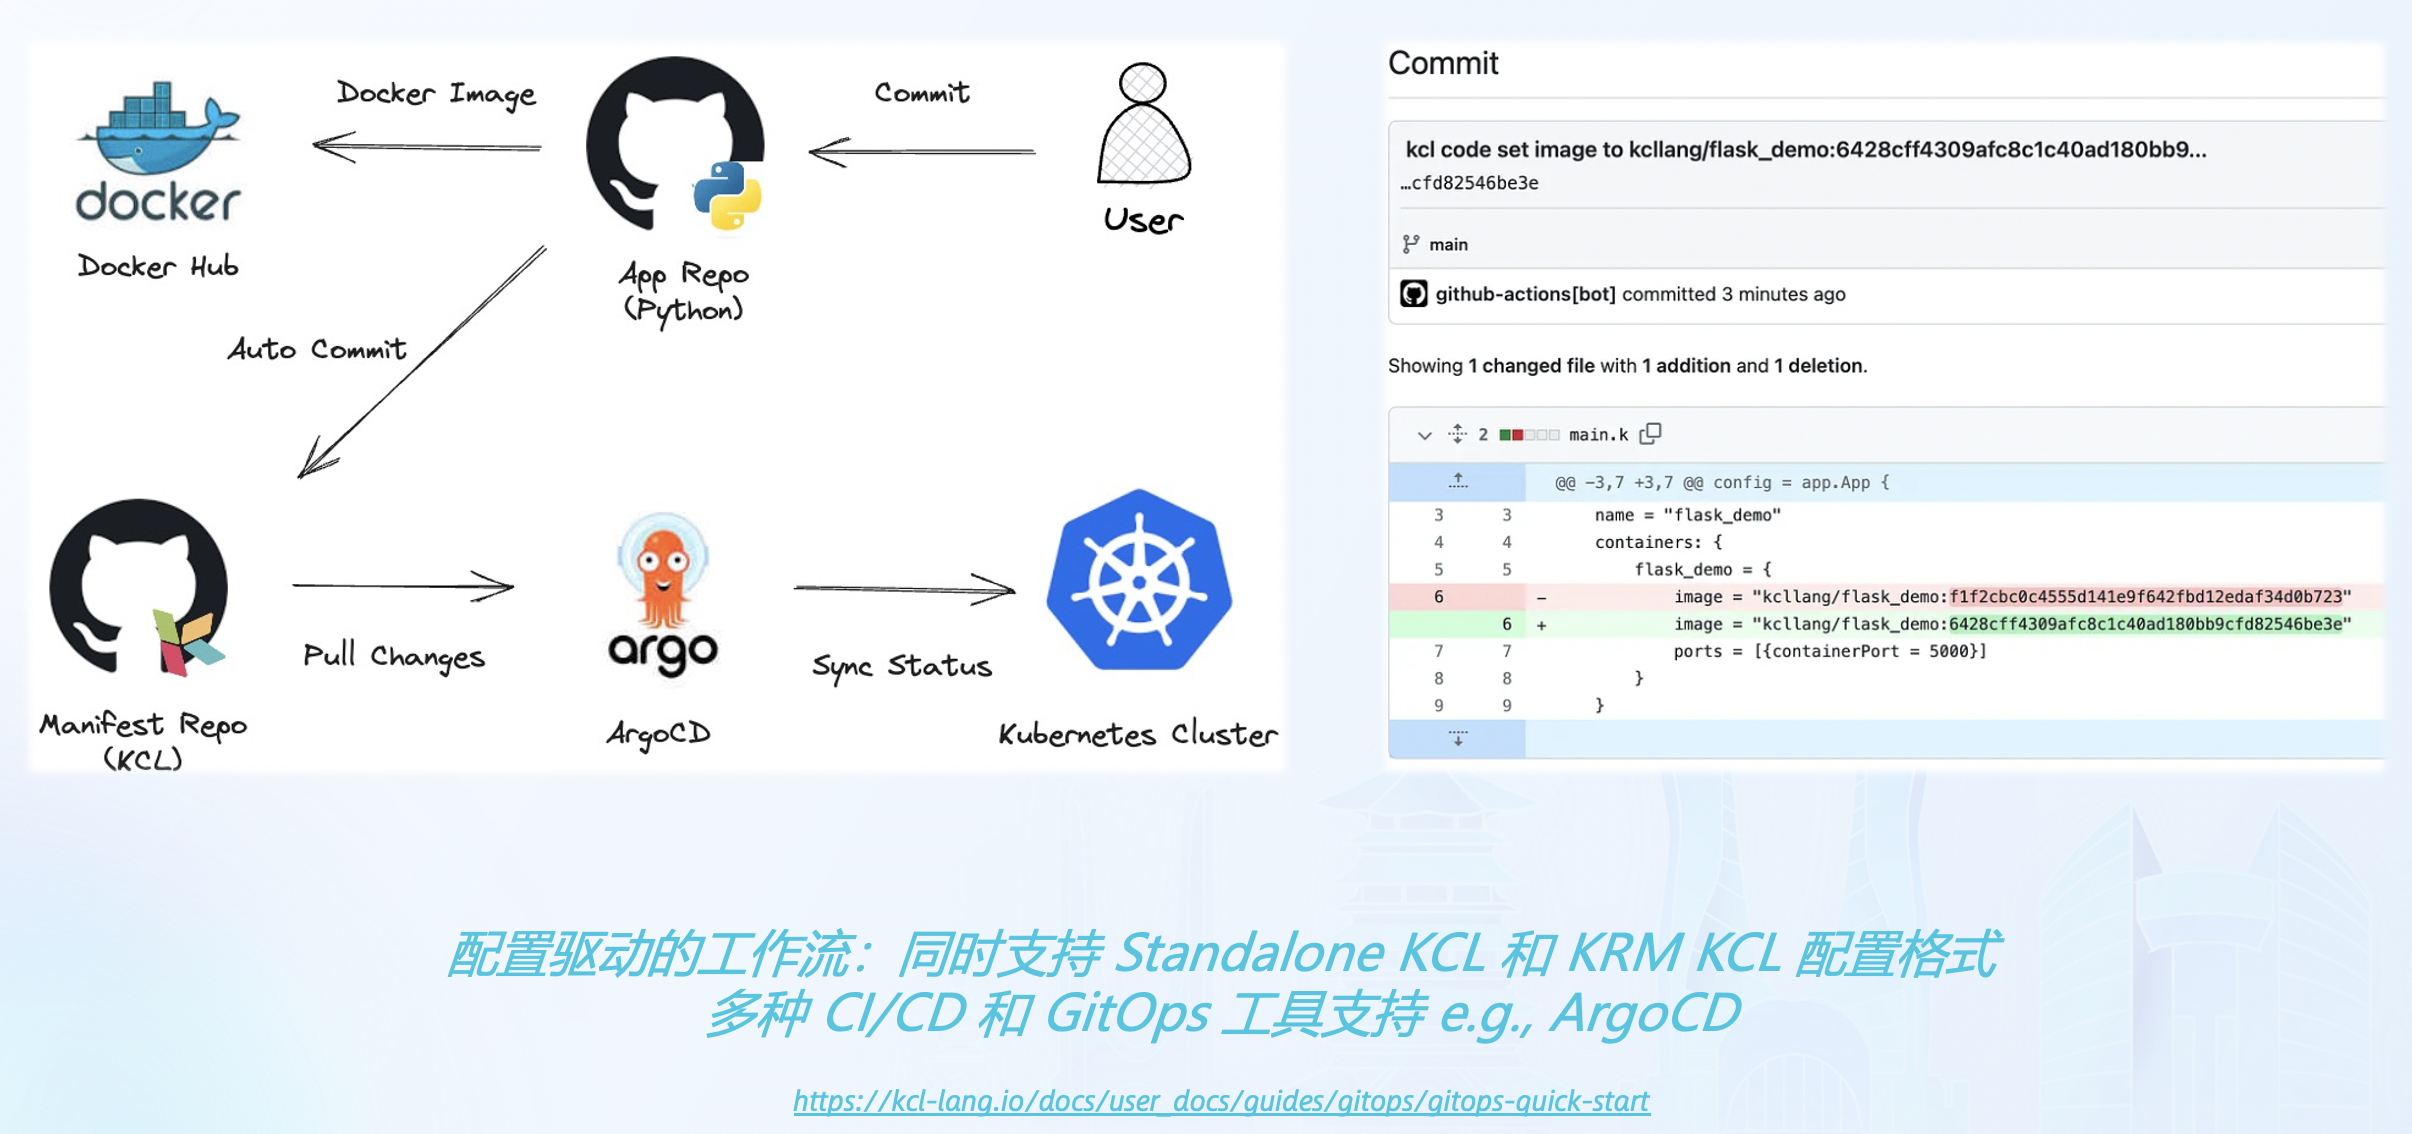 Docker Image
Commit
docker
User
Docker Hub
App Repo
(Python)
Auto Commit
argo
Pull Changes
Sync Status
Manifest Repo
(KCL)
ArgoCD
Kubernetes Cluster
Commit
kcl code set image to kcllang/flask_demo:6428cff4309afc8c1c40ad180bb9...
…cfd82546be3e
main
github-actions[bot] committed 3 minutes ago
Showing 1 changed file with 1 addition and 1 deletion.
2 main.k
@@ -3,7 +3,7 @@ config = app.App {
3 3 name = "flask_demo"
4 4 containers: {
5 5 flask_demo = {
6 - image = "kcllang/flask_demo:f1f2cbc0c4555d141e9f642fbd12edaf34d0b723"
6 + image = "kcllang/flask_demo:6428cff4309afc8c1c40ad180bb9cfd82546be3e"
7 7 ports = [{containerPort = 5000}]
8 8 }
9 9 }
配置驱动的工作流：同时支持 Standalone KCL 和 KRM KCL 配置格式
多种 CI/CD 和 GitOps 工具支持 e.g., ArgoCD
https://kcl-lang.io/docs/user_docs/guides/gitops/gitops-quick-start